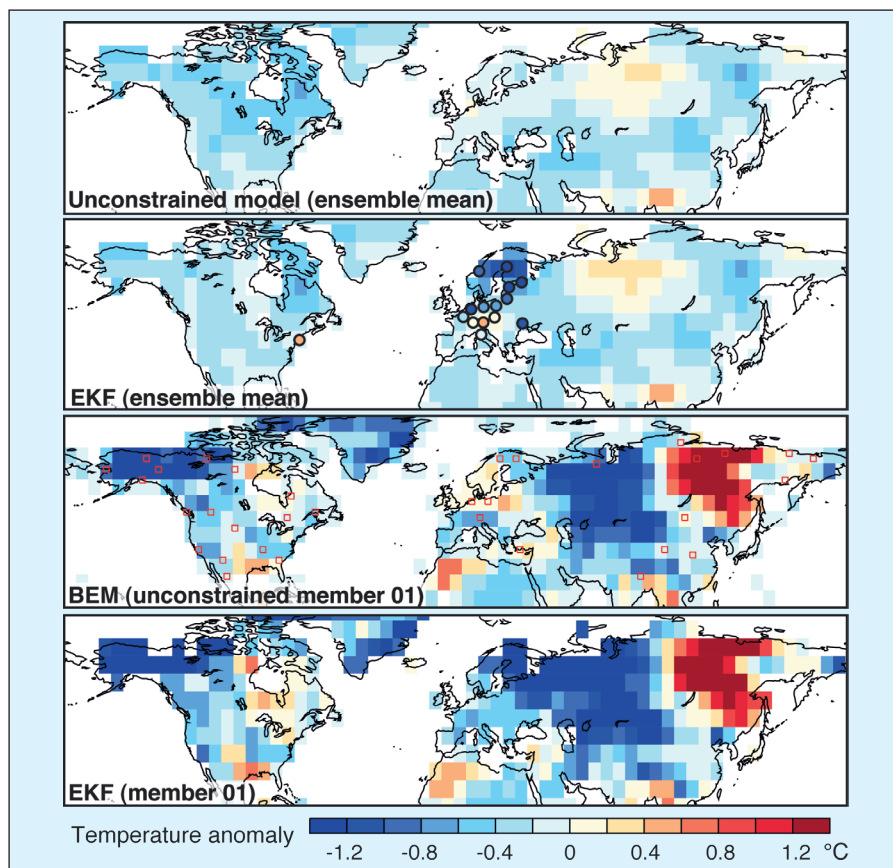 Unconstrained model (ensemble mean)
EKF
(ensemble mean)
BEM (unconstrained member 01)
EKF (member 01)
Temperature anomaly
-1.2 -0.8 -0.4 0 0.4 0.8 1.2 °C